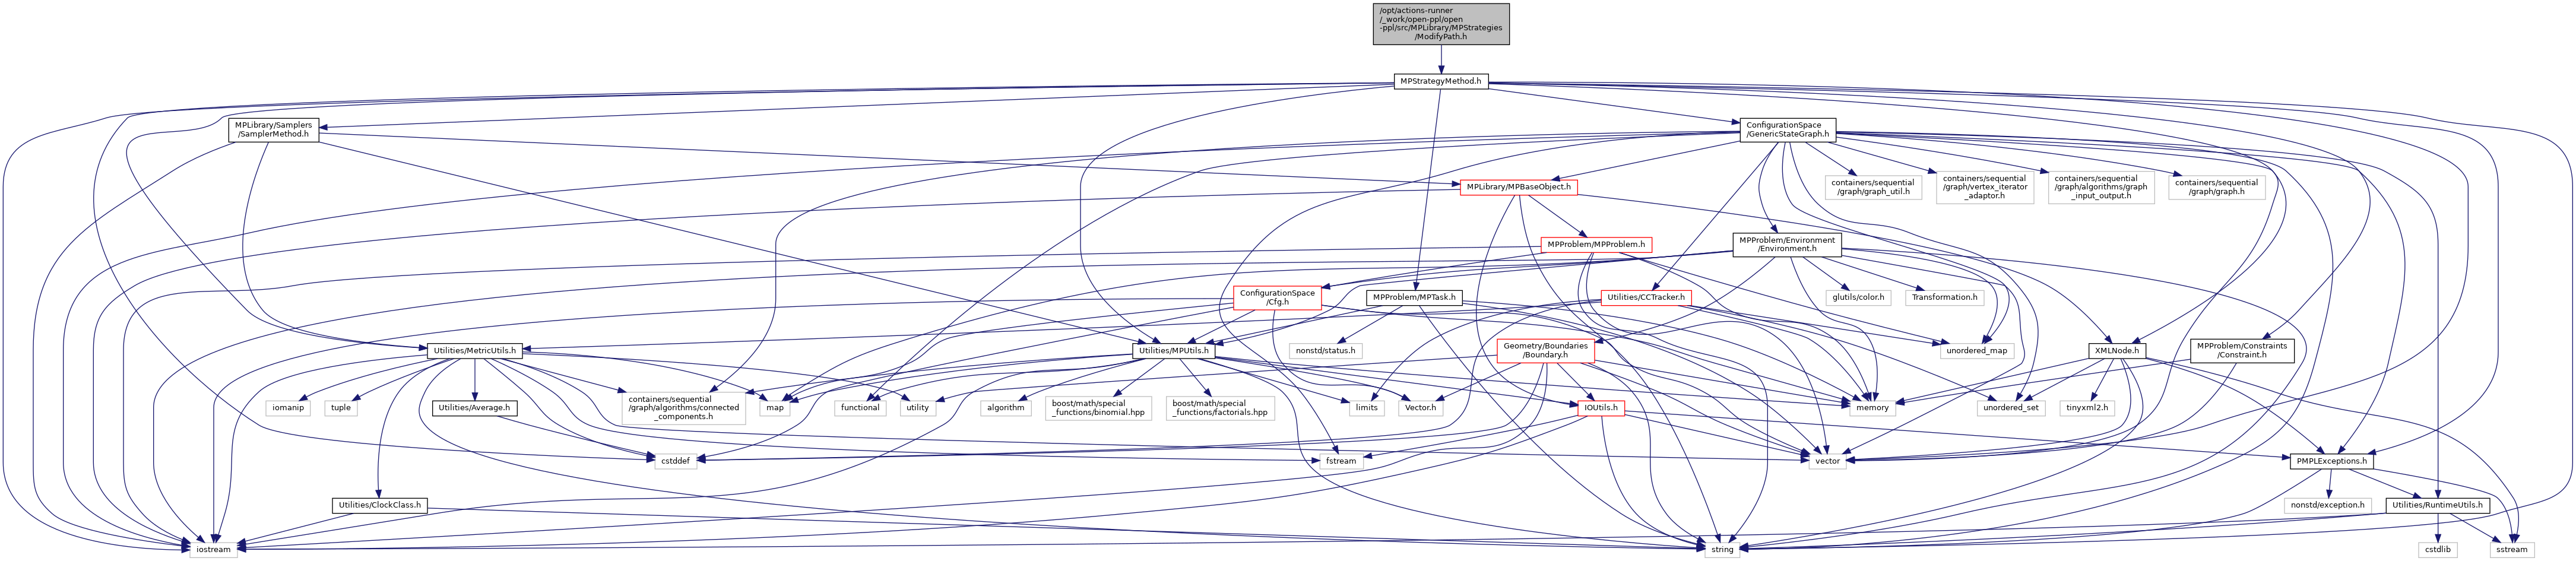 /opt/actions-runner
/_work/open-ppl/open
-ppl/src/MPLibrary/MPStrategies
/ModifyPath.h
MPStrategyMethod.h
MPLibrary/Samplers
/SamplerMethod.h
ConfigurationSpace
/GenericStateGraph.h
MPLibrary/MPBaseObject.h
containers/sequential
/graph/graph_util.h
containers/sequential
/graph/vertex_iterator
_adaptor.h
containers/sequential
/graph/algorithms/graph
_input_output.h
containers/sequential
/graph/graph.h
MPProblem/MPProblem.h
MPProblem/Environment
/Environment.h
ConfigurationSpace
/Cfg.h
MPProblem/MPTask.h
Utilities/CCTracker.h
glutils/color.h
Transformation.h
Utilities/MetricUtils.h
Utilities/MPUtils.h
nonstd/status.h
Geometry/Boundaries
/Boundary.h
unordered_map
XMLNode.h
MPProblem/Constraints
/Constraint.h
iomanip
tuple
Utilities/Average.h
containers/sequential
/graph/algorithms/connected
_components.h
map
functional
utility
algorithm
boost/math/special
_functions/binomial.hpp
boost/math/special
_functions/factorials.hpp
limits
Vector.h
IOUtils.h
memory
unordered_set
tinyxml2.h
cstddef
fstream
vector
PMPLExceptions.h
Utilities/ClockClass.h
nonstd/exception.h
Utilities/RuntimeUtils.h
iostream
string
cstdlib
sstream